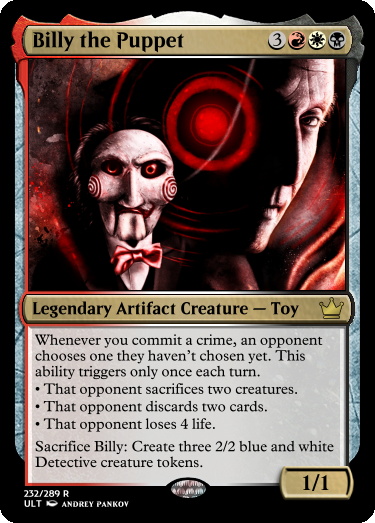 Billy the Puppet 3
Legendary Artifact Creature — Toy
Whenever you commit a crime, an opponent
chooses one they haven't chosen yet. This
ability triggers only once each turn.
• That opponent sacrifices two creatures.
• That opponent discards two cards.
• That opponent loses 4 life.
Sacrifice Billy: Create three 2/2 blue and white
Detective creature tokens.
1/1
232/289 R
ULT ANDREY PANKOV